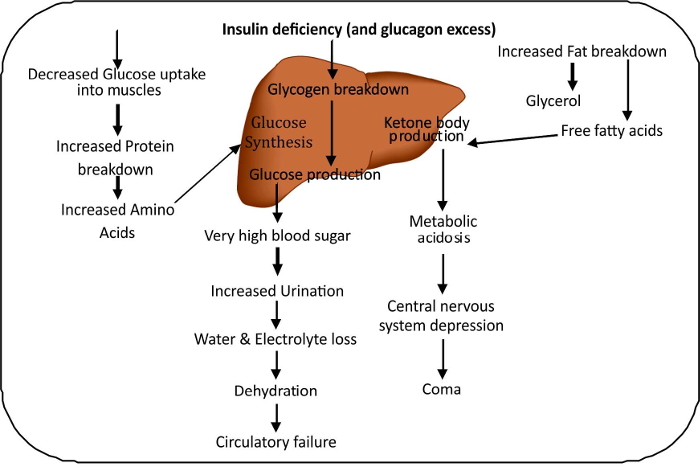 Insulin deficiency (and glucagon excess)
Decreased Glucose uptake
into muscles
Increased Protein
breakdown
Increased Amino
Acids
Glycogen breakdown
Glucose
Synthesis
Glucose production
Very high blood sugar
Increased Urination
Water & Electrolyte loss
Dehydration
Circulatory failure
Ketone body
production
Metabolic
acidosis
Central nervous
system depression
Coma
Increased Fat breakdown
Glycerol
Free fatty acids